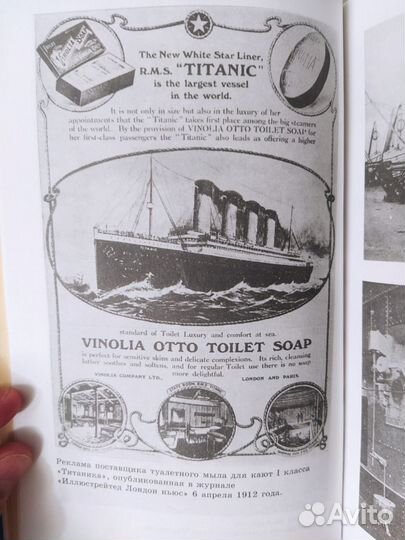 VINOLIA
The New White Star Liner,
R.M.S. "TITANIC"
is the largest vessel
in the world.
It is not only in size but also in the luxury of her
appointments that the "Titanic" takes first place among the big steamers
of the world. By the provision of VINOLIA OTTO TOILET SOAP for
her first-class passengers the "Titanic" also leads as offering a higher
standard of Toilet Luxury and comfort at sea.
VINOLIA OTTO TOILET SOAP
is perfect for sensitive skins and delicate complexions. Its rich, cleansing
lather soothes and softens, and for regular Toilet use there is no soap
more delightful.
VINOLIA COMPANY LTD., LONDON AND PARIS.
Реклама поставщика туалетного мыла для кают I класса
«Титаника», опубликованная в журнале
«Иллюстрейтед Лондон ньюс» 6 апреля 1912 года.
Avito